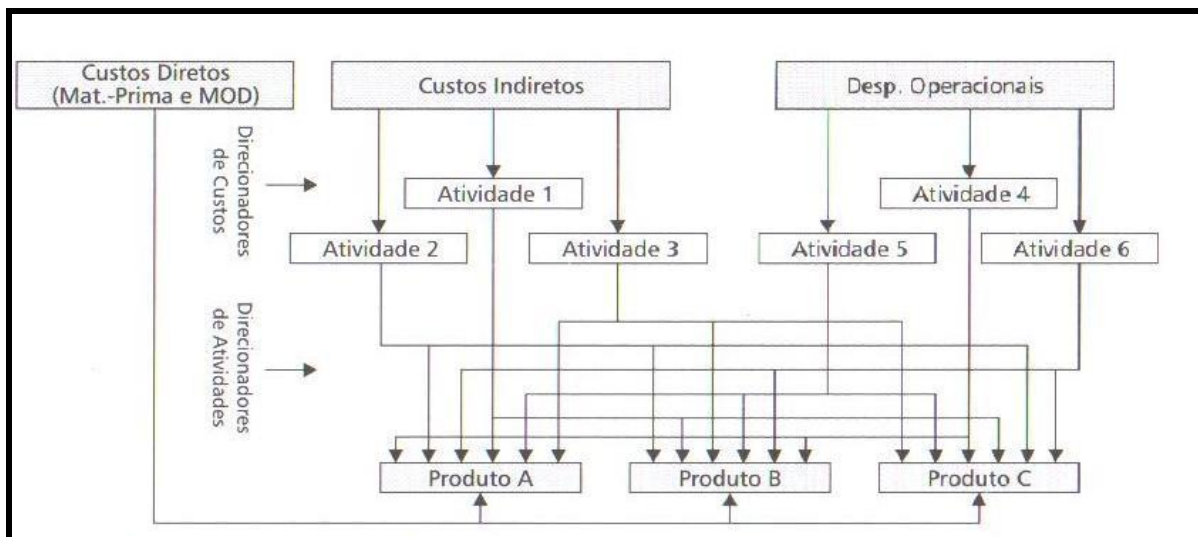 Custos Diretos
(Mat.-Prima e MOD)
Custos Indiretos
Desp. Operacionais
Direcionadores
de Custos
Atividade 1
Atividade 4
Atividade 2
Atividade 3
Atividade 5
Atividade 6
Direcionadores
de Atividades
Produto A
Produto B
Produto C